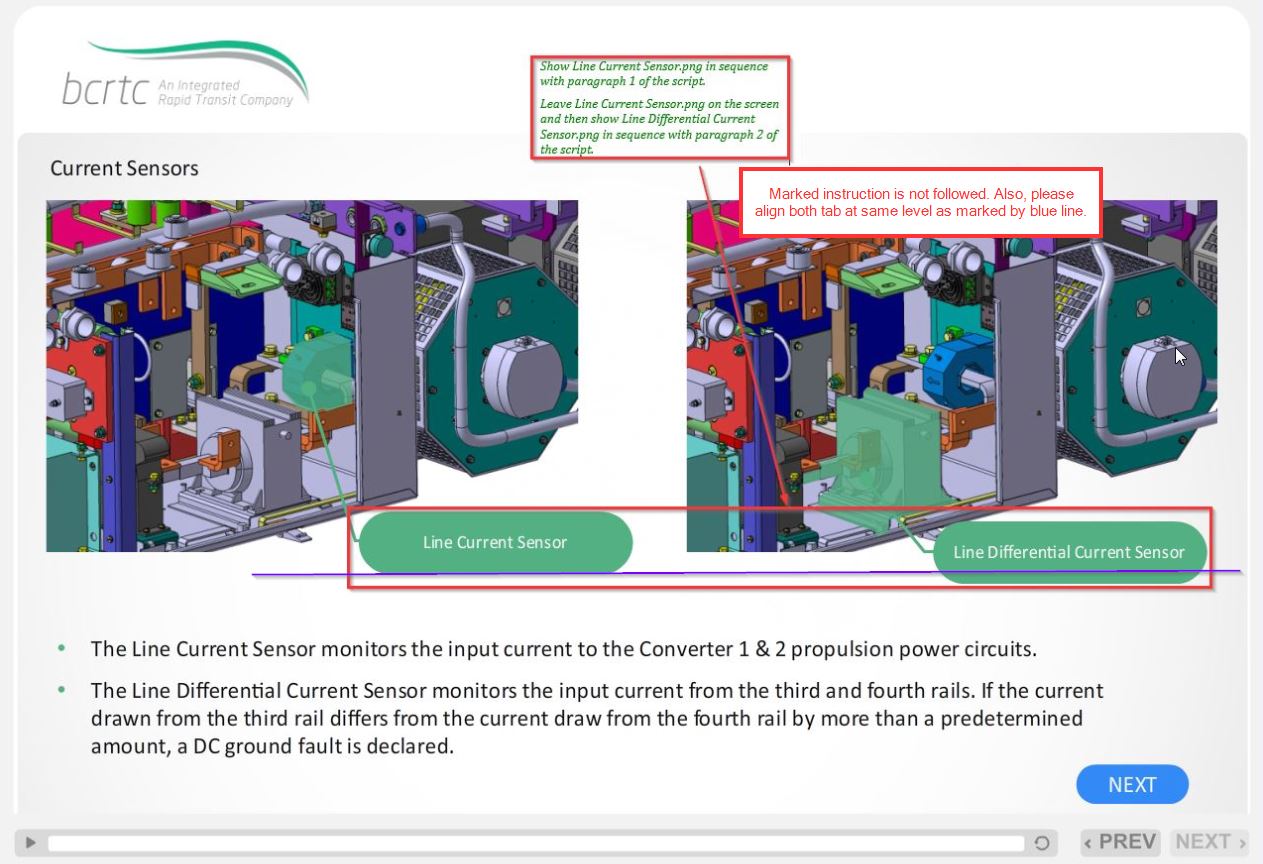 bcrtc An Integrated
Rapid Transit Company
Show Line Current Sensor.png in sequence
with paragraph 1 of the script.
Leave Line Current Sensor.png on the screen
and then show Line Differential Current
Sensor.png in sequence with paragraph 2 of
the script.
Current Sensors
Marked instruction is not followed. Also, please
align both tab at same level as marked by blue line.
Line Current Sensor
Line Differential Current Sensor
• The Line Current Sensor monitors the input current to the Converter 1 & 2 propulsion power circuits.
• The Line Differential Current Sensor monitors the input current from the third and fourth rails. If the current
drawn from the third rail differs from the current draw from the fourth rail by more than a predetermined
amount, a DC ground fault is declared.
NEXT
‹ PREV
NEXT ›